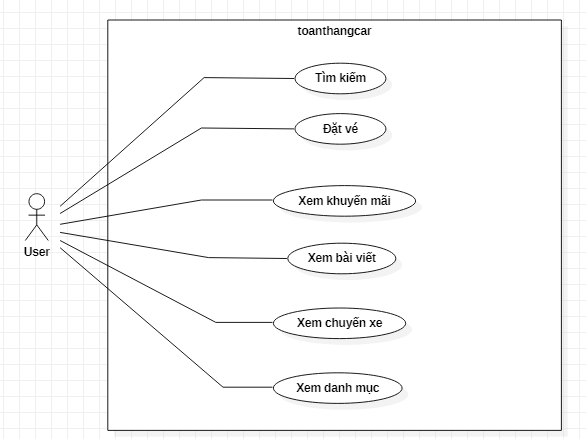 toanthangcar
Tìm kiếm
Đặt vé
Xem khuyến mãi
User
Xem bài viết
Xem chuyến xe
Xem danh mục